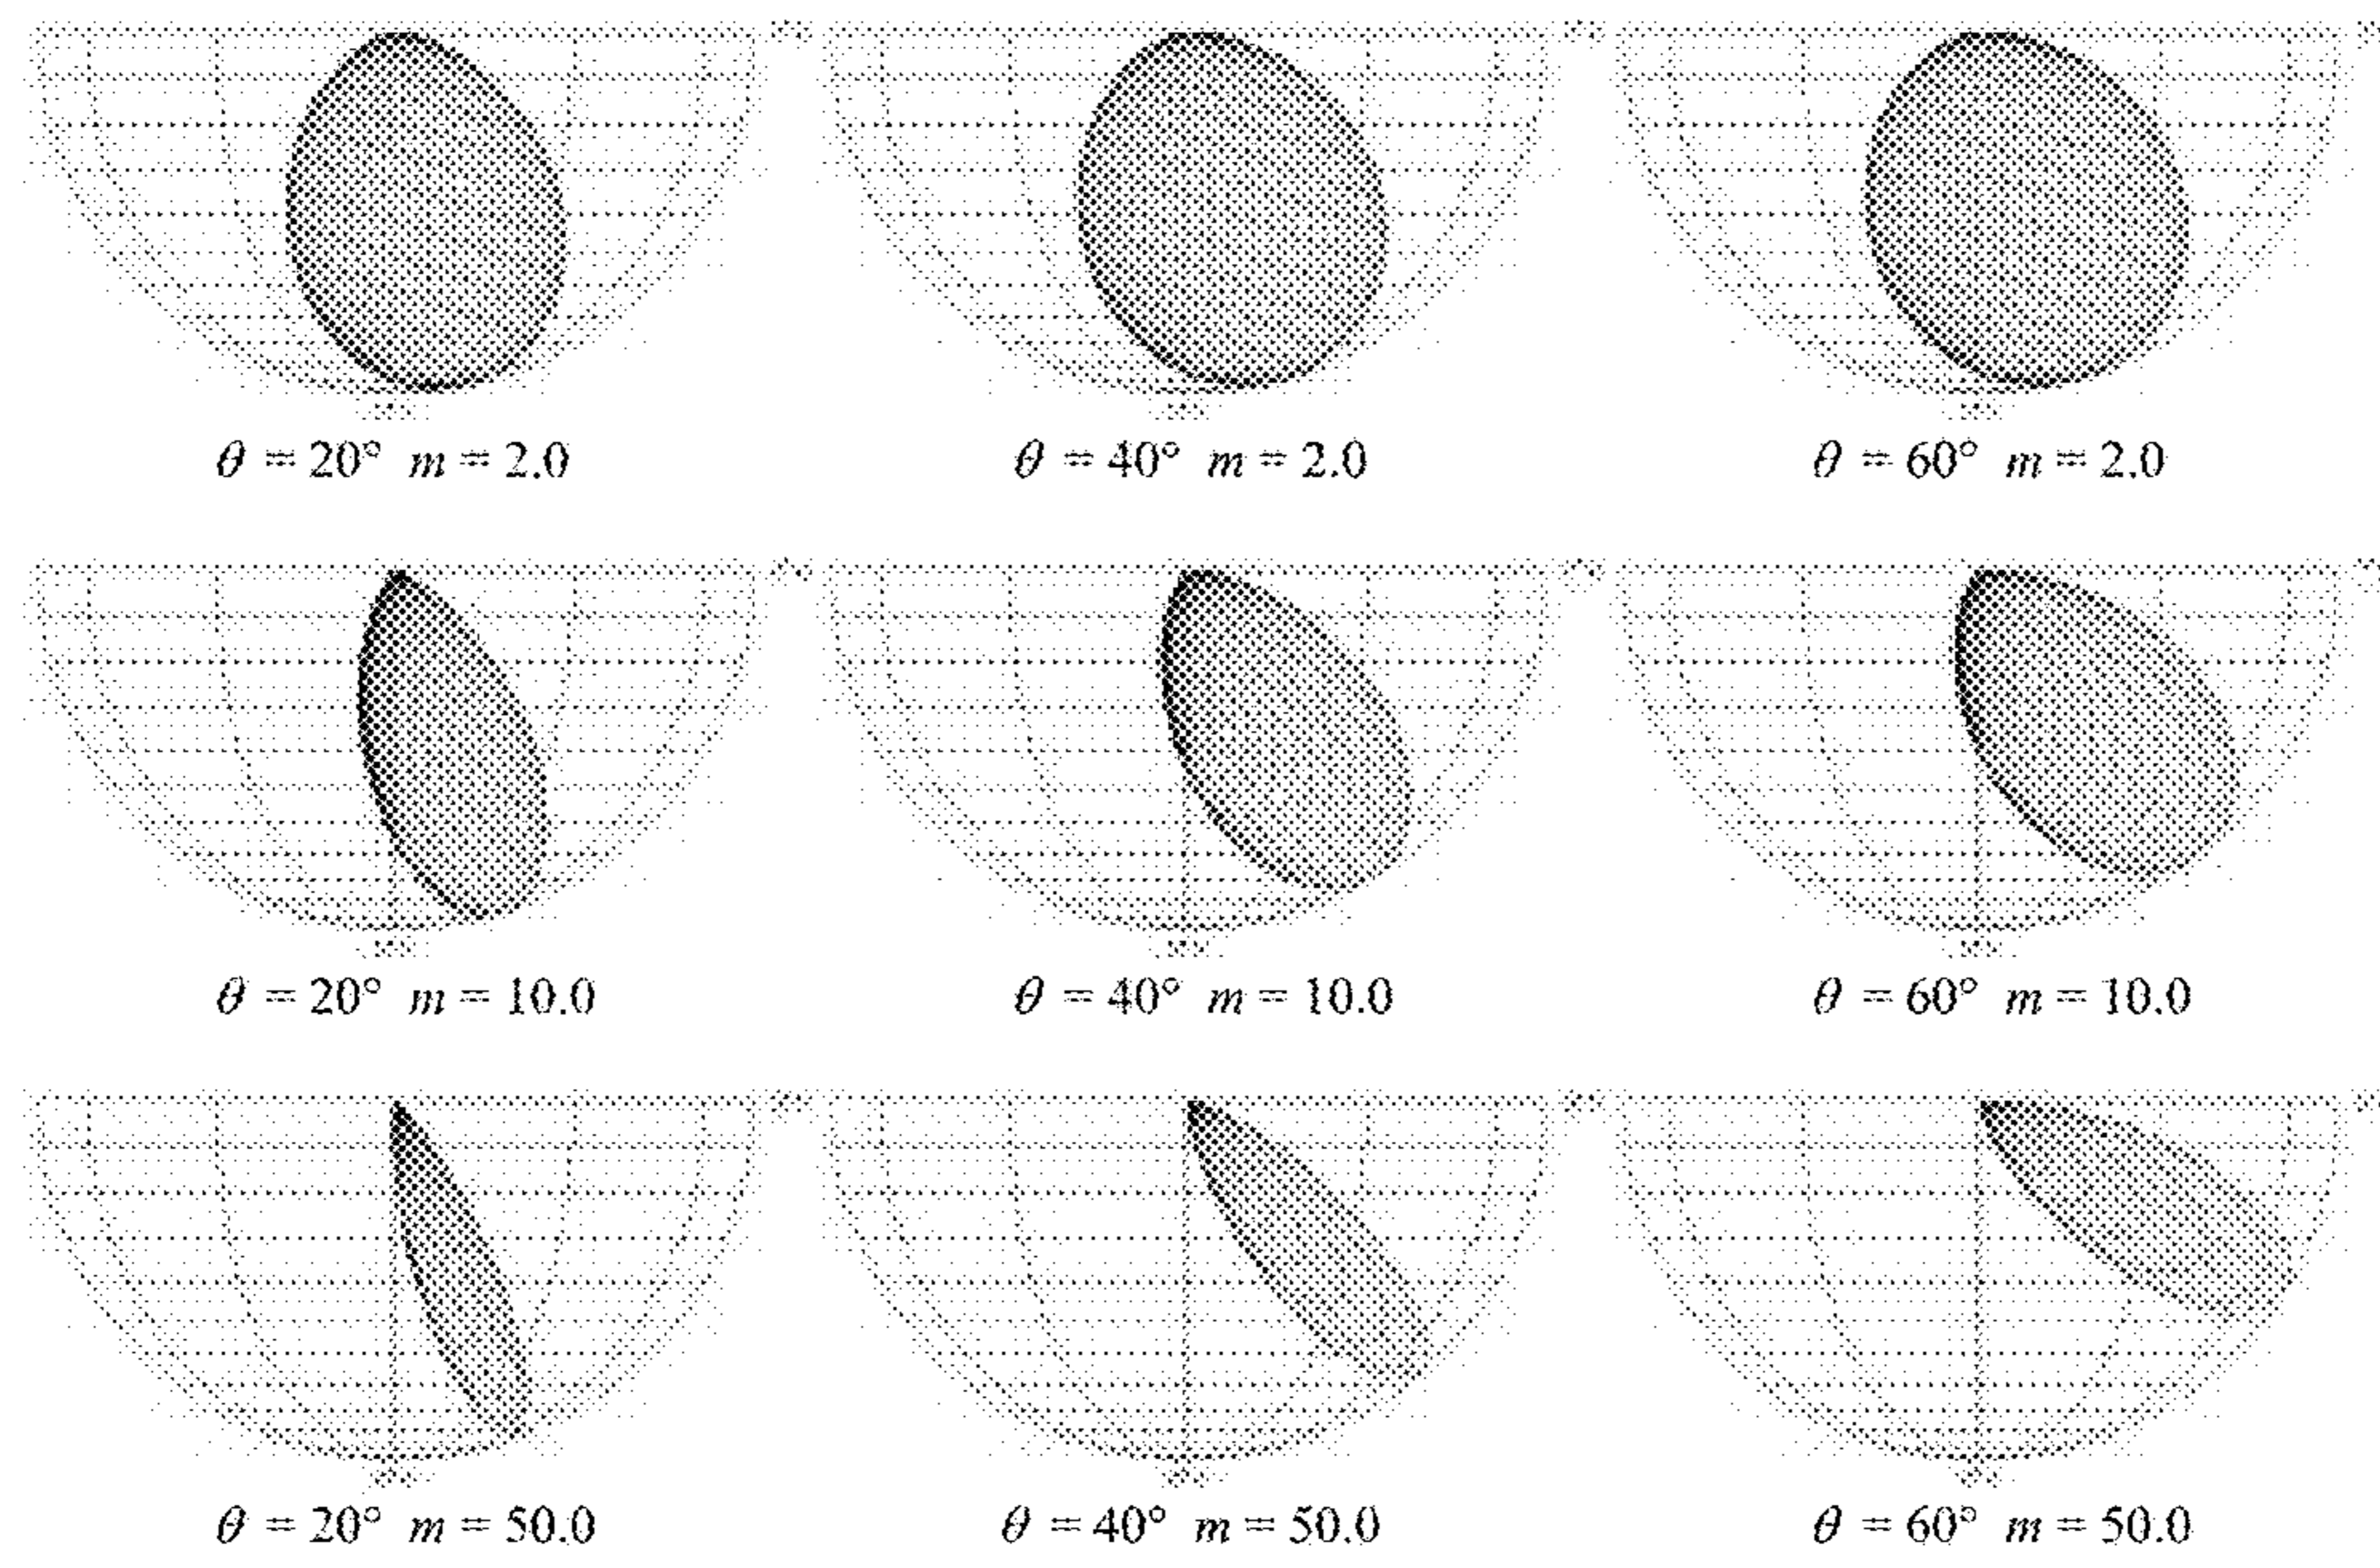 θ = 20° m = 2.0
θ = 40° m = 2.0
θ = 60° m = 2.0
θ = 20° m = 10.0
θ = 40° m = 10.0
θ = 60° m = 10.0
θ = 20° m = 50.0
θ = 40° m = 50.0
θ = 60° m = 50.0